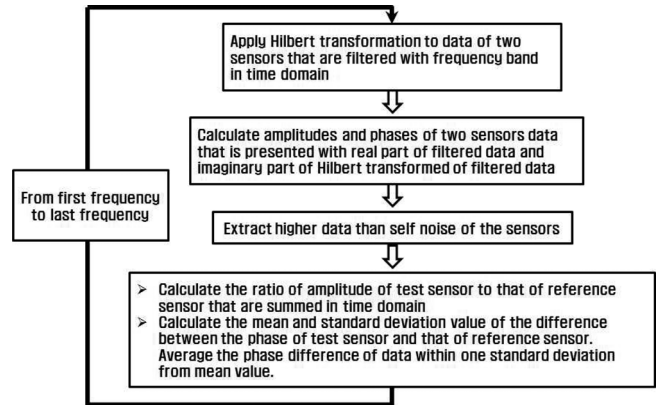 Apply Hilbert transformation to data of two
sensors that are filtered with frequency band
in time domain
Calculate amplitudes and phases of two sensors data
that is presented with real part of filtered data and
imaginary part of Hilbert transformed of filtered data
From first frequency
to last frequency
Extract higher data than self noise of the sensors
➢ Calculate the ratio of amplitude of test sensor to that of reference
sensor that are summed in time domain
➢ Calculate the mean and standard deviation value of the difference
between the phase of test sensor and that of reference sensor.
Average the phase difference of data within one standard deviation
from mean value.